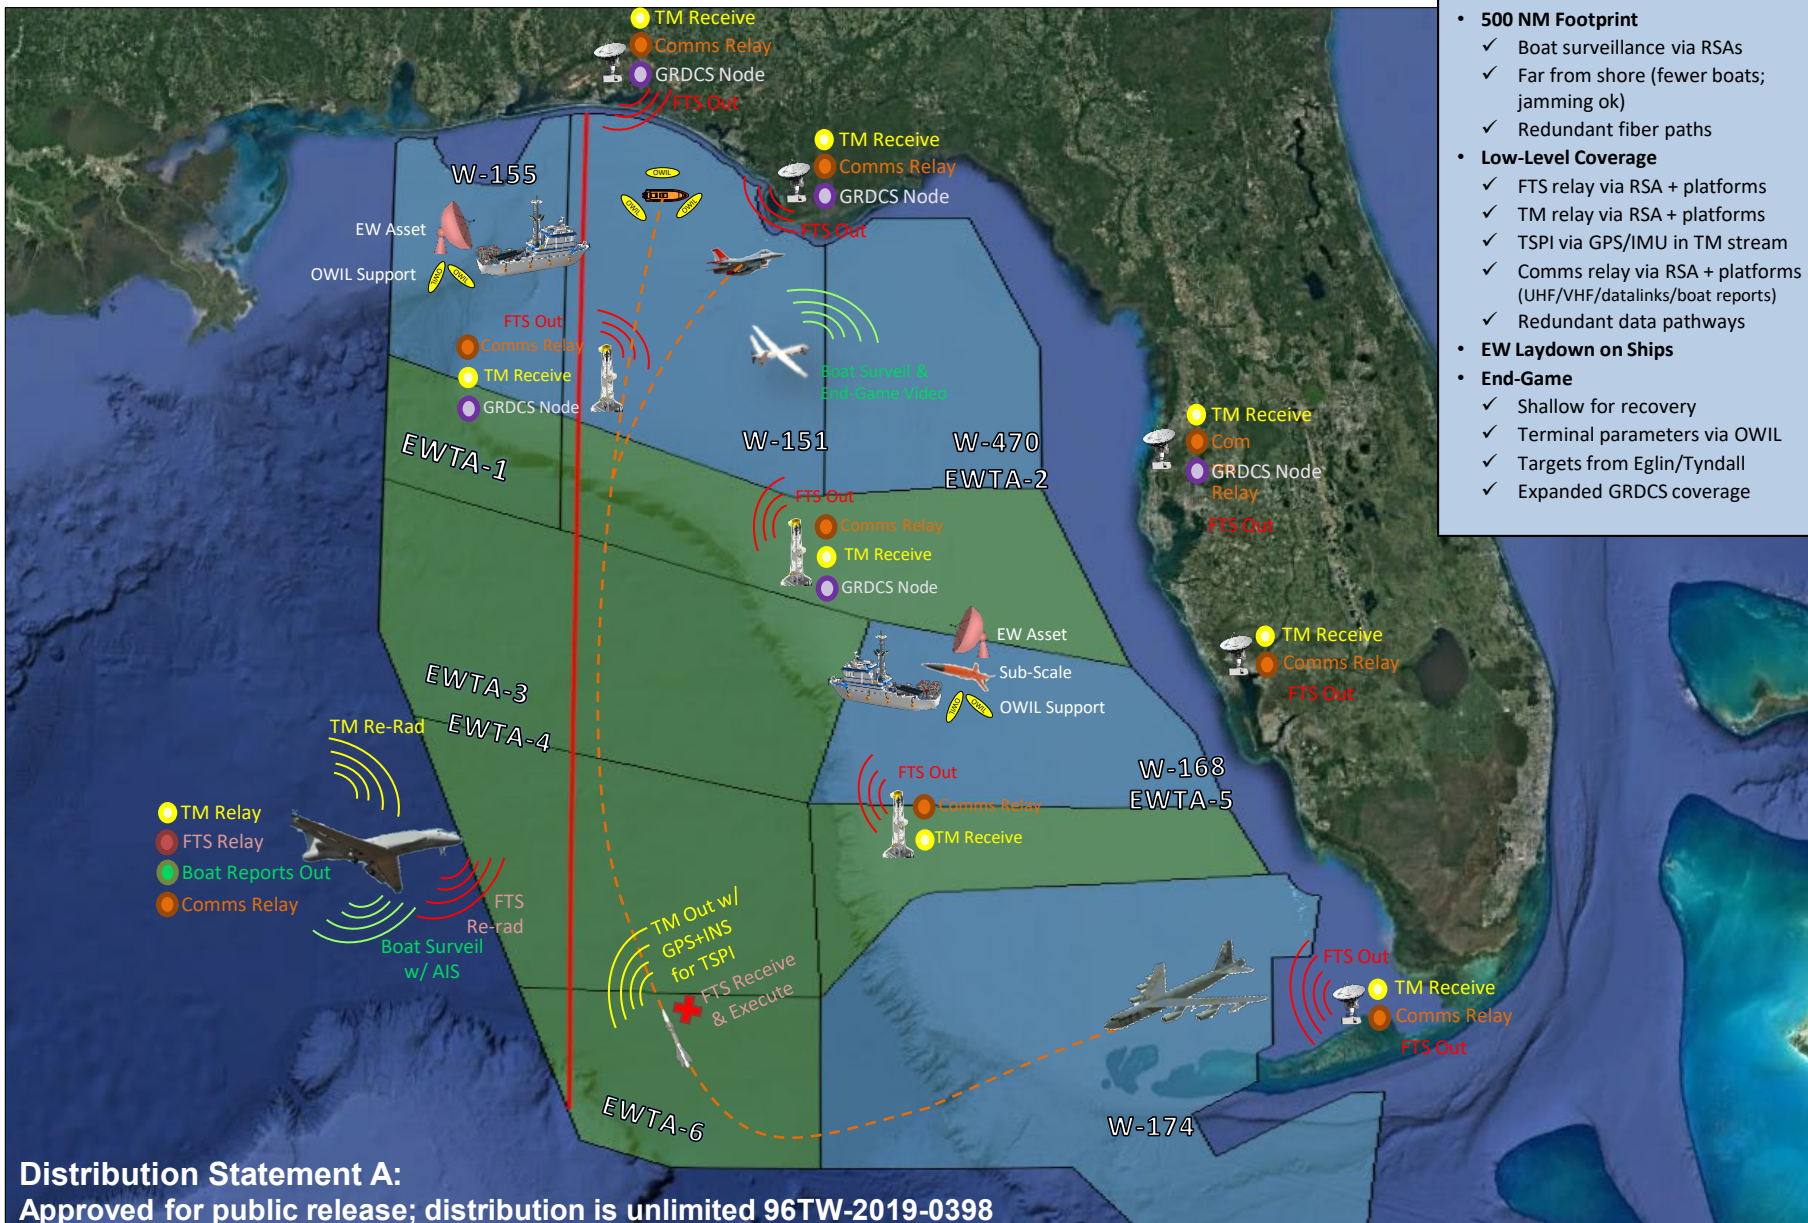 • 500 NM Footprint
✓ Boat surveillance via RSAs
✓ Far from shore (fewer boats;
jamming ok)
✓ Redundant fiber paths
• Low-Level Coverage
✓ FTS relay via RSA + platforms
✓ TM relay via RSA + platforms
✓ TSPI via GPS/IMU in TM stream
✓ Comms relay via RSA + platforms
(UHF/VHF/datalinks/boat reports)
✓ Redundant data pathways
• EW Laydown on Ships
• End-Game
✓ Shallow for recovery
✓ Terminal parameters via OWIL
✓ Targets from Eglin/Tyndall
✓ Expanded GRDCS coverage
TM Receive
Comms Relay
GRDCS Node
FTS Out
TM Receive
Comms Relay
GRDCS Node
FTS Out
W-155
OWIL
OWIL
OWIL
EW Asset
OWIL Support
OWIL
OWIL
FTS Out
Comms Relay
TM Receive
GRDCS Node
Boat Surveil &
End-Game Video
EWTA-1
W-151
W-470
EWTA-2
TM Receive
Com
GRDCS Node
Relay
FTS Out
FTS Out
Comms Relay
TM Receive
GRDCS Node
EW Asset
Sub-Scale
OWIL Support
OWIL
OWIL
TM Receive
Comms Relay
FTS Out
EWTA-3
EWTA-4
TM Re-Rad
W-168
EWTA-5
FTS Out
Comms Relay
TM Receive
TM Relay
FTS Relay
Boat Reports Out
Comms Relay
FTS
Re-rad
Boat Surveil
w/ AIS
TM Out w/
GPS+INS
for TSPI
FTS Receive
& Execute
FTS Out
TM Receive
Comms Relay
FTS Out
EWTA-6
W-174
Distribution Statement A:
Approved for public release; distribution is unlimited 96TW-2019-0398